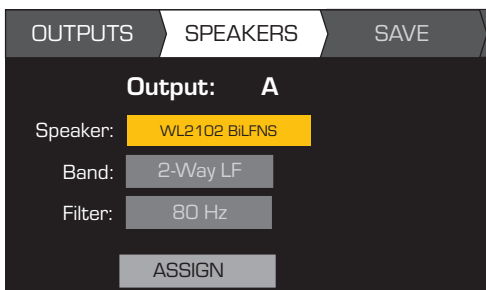 OUTPUTS SPEAKERS SAVE
Output: A
Speaker: WL2102 BiLFNS
Band: 2-Way LF
Filter: 80 Hz
ASSIGN